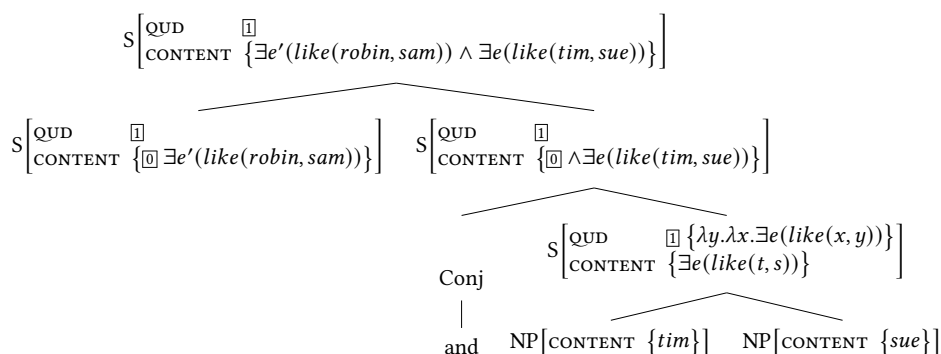 S[QUD [1]
CONTENT {∃e′(like(robin, sam)) ∧ ∃e(like(tim, sue))}]
S[QUD [1]
CONTENT {[0] ∃e′(like(robin, sam))}]
S[QUD [1]
CONTENT {[0] ∧∃e(like(tim, sue))}]
S[QUD [1] {λy.λx.∃e(like(x, y))}
CONTENT {∃e(like(t, s))}]
Conj
and
NP[CONTENT {tim}]
NP[CONTENT {sue}]